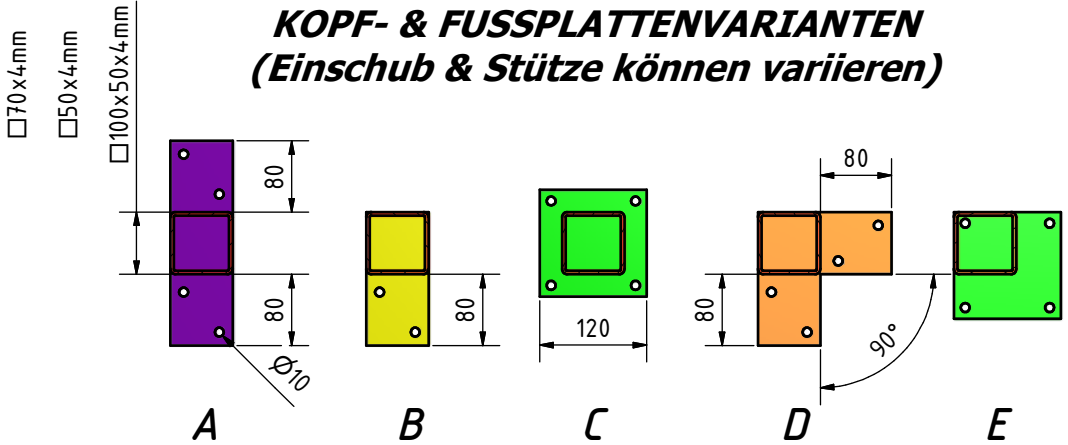 KOPF- & FUSSPLATTENVARIANTEN
(Einschub & Stütze können variieren)
□70x4mm
□50x4mm
□100x50x4mm
80
80
Ø10
80
120
80
80
90°
A
B
C
D
E